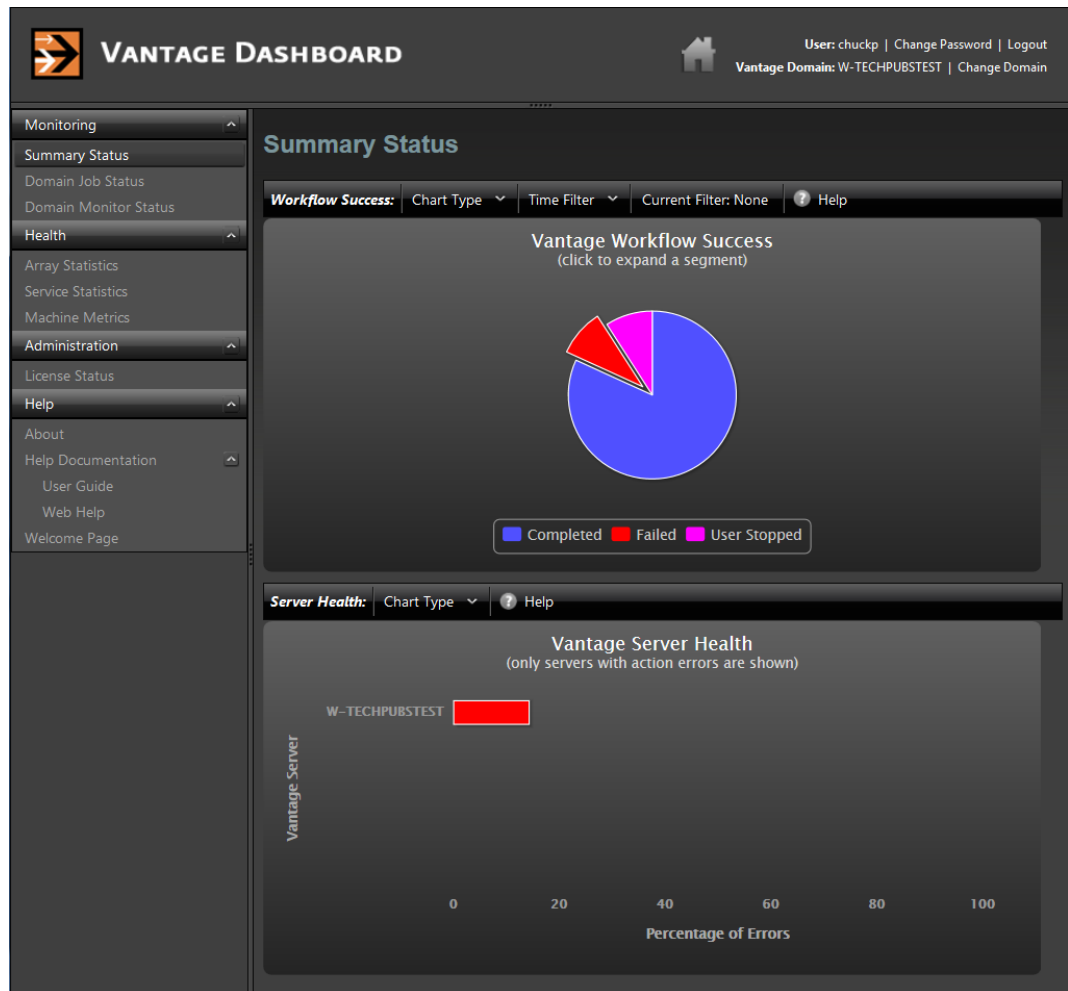 VANTAGE DASHBOARD
User: chuckp | Change Password | Logout
Vantage Domain: W-TECHPUBSTEST | Change Domain
Monitoring
Summary Status
Domain Job Status
Domain Monitor Status
Health
Array Statistics
Service Statistics
Machine Metrics
Administration
License Status
Help
About
Help Documentation
User Guide
Web Help
Welcome Page
Summary Status
Workflow Success: Chart Type Time Filter Current Filter: None ? Help
Vantage Workflow Success
(click to expand a segment)
Completed Failed User Stopped
Server Health: Chart Type ? Help
Vantage Server Health
(only servers with action errors are shown)
W-TECHPUBSTEST
Vantage Server
0 20 40 60 80 100
Percentage of Errors